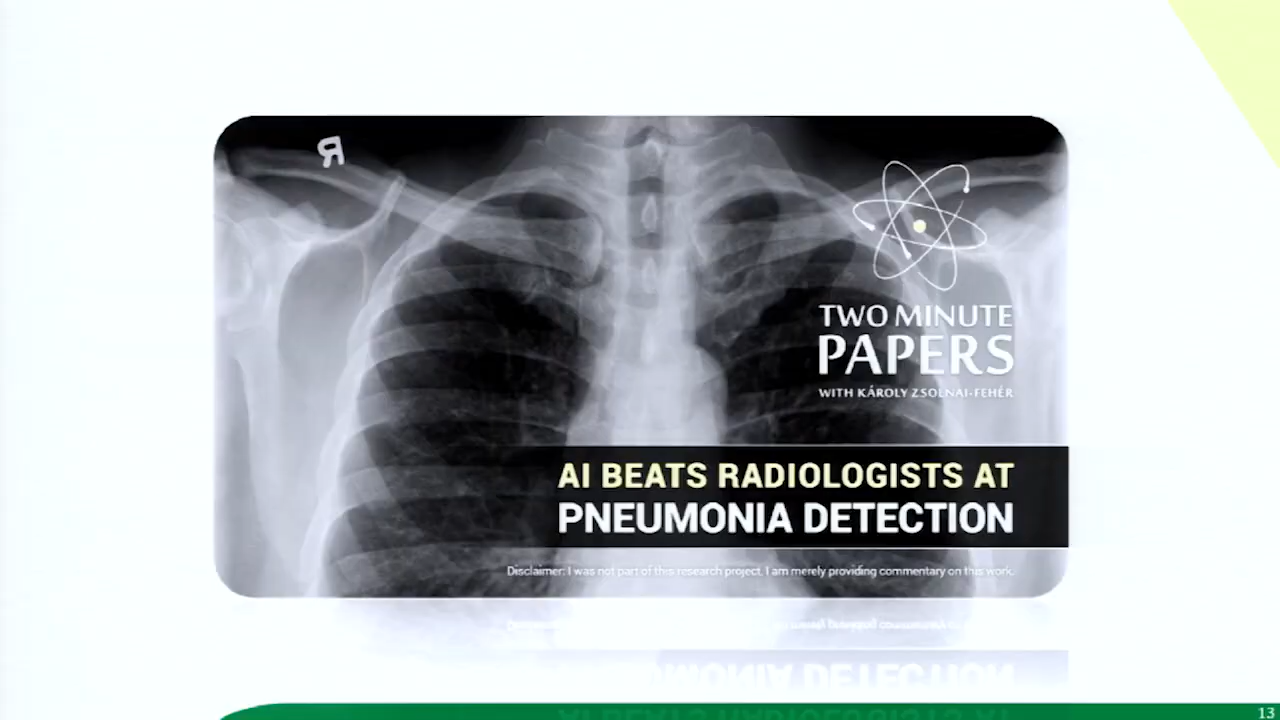 R
TWO MINUTE
PAPERS
WITH KÁROLY ZSOLNAI-FEHÉR
AI BEATS RADIOLOGISTS AT
PNEUMONIA DETECTION
Disclaimer: I was not part of this research project, I am merely providing commentary on this work.
13